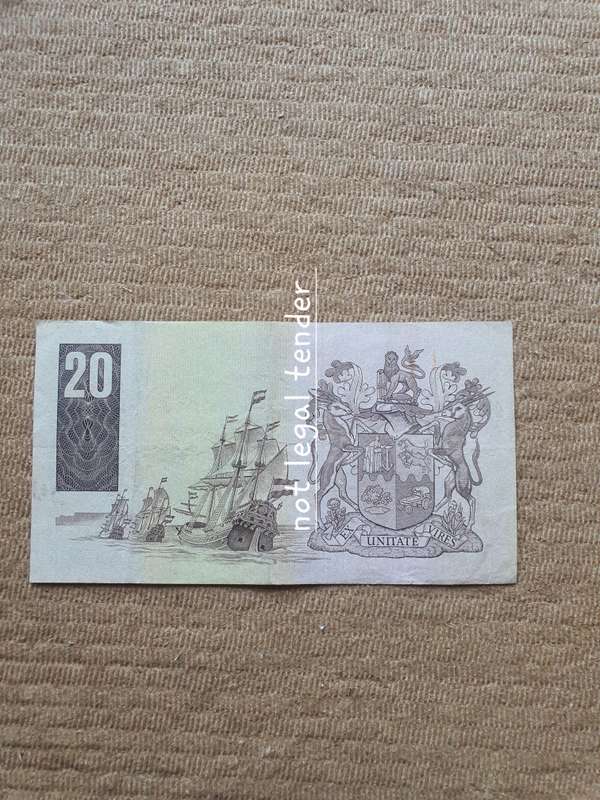 20
not legal tender
EX UNITATE VIRES